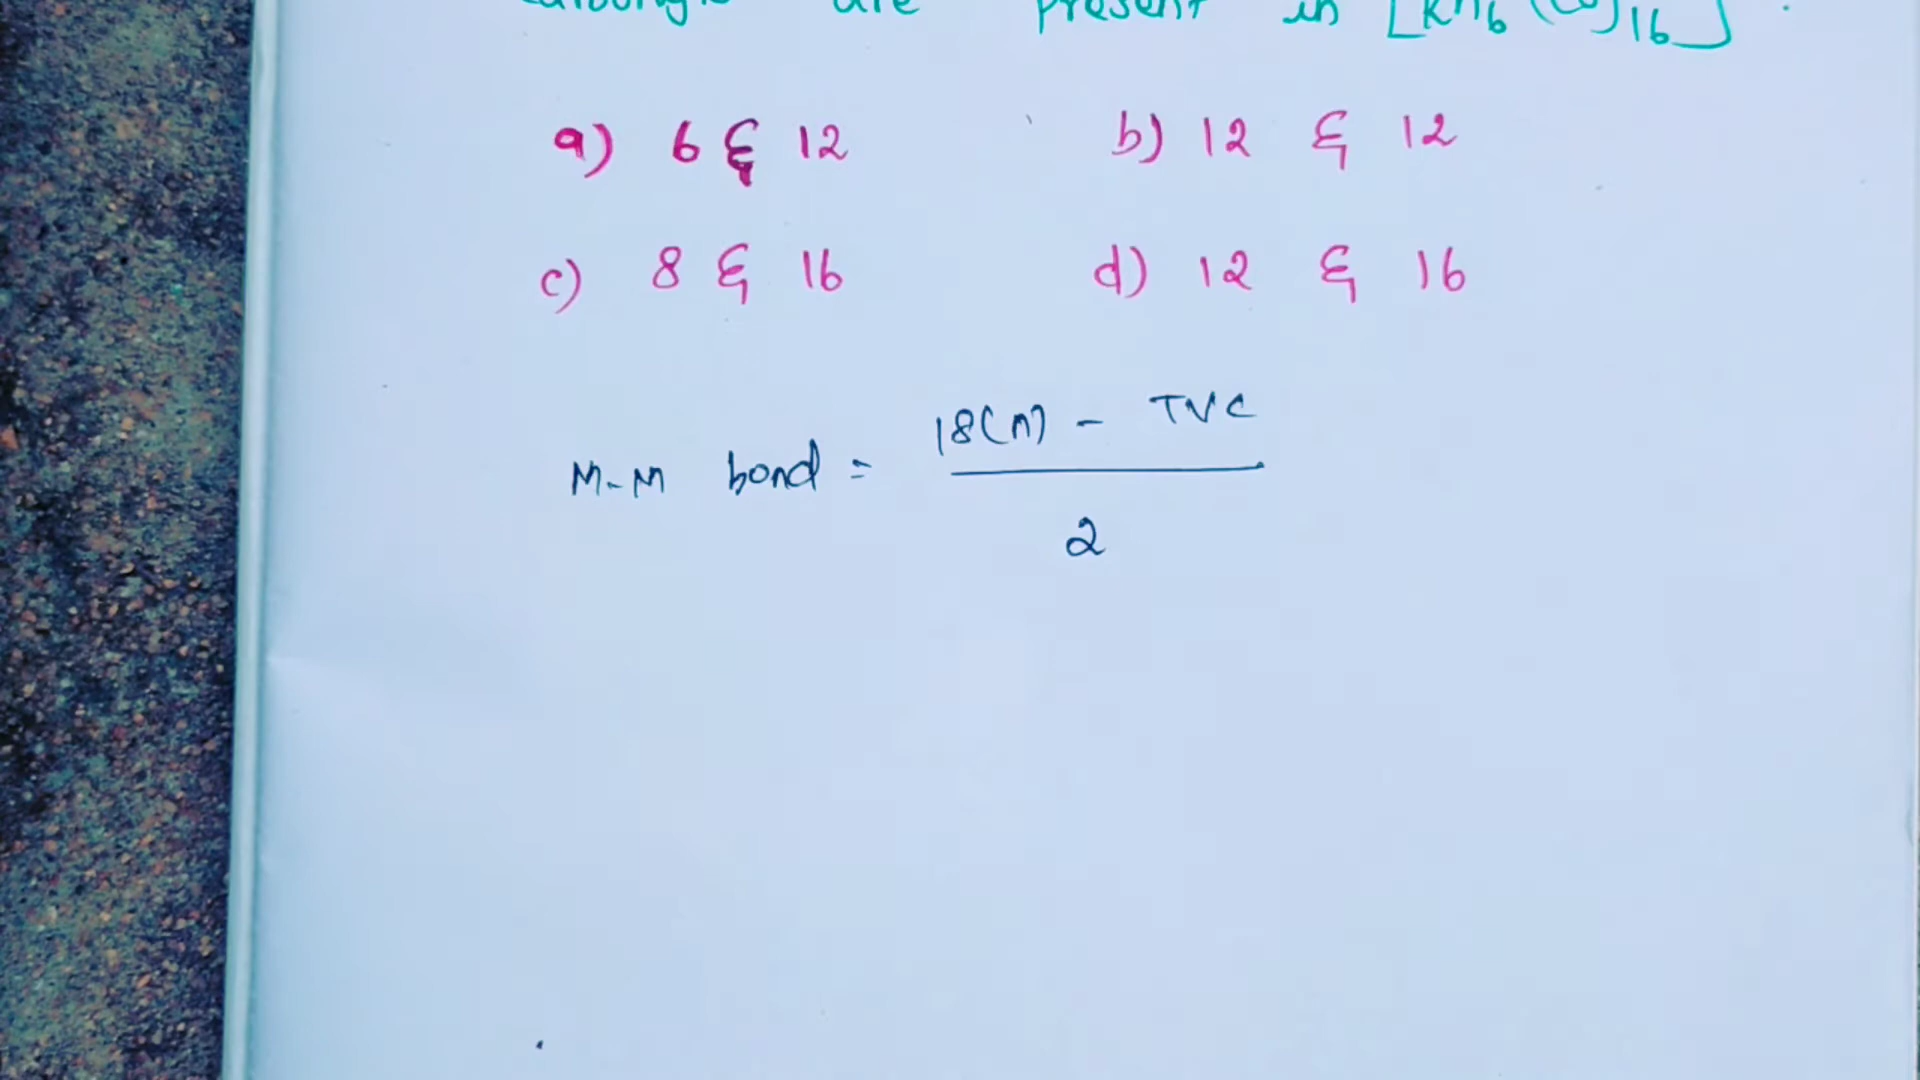 are present in [Rh6 (CO)16].
a) 6 & 12 b) 12 & 12
c) 8 & 16 d) 12 & 16
M-M bond = 18(n) - TVC
2